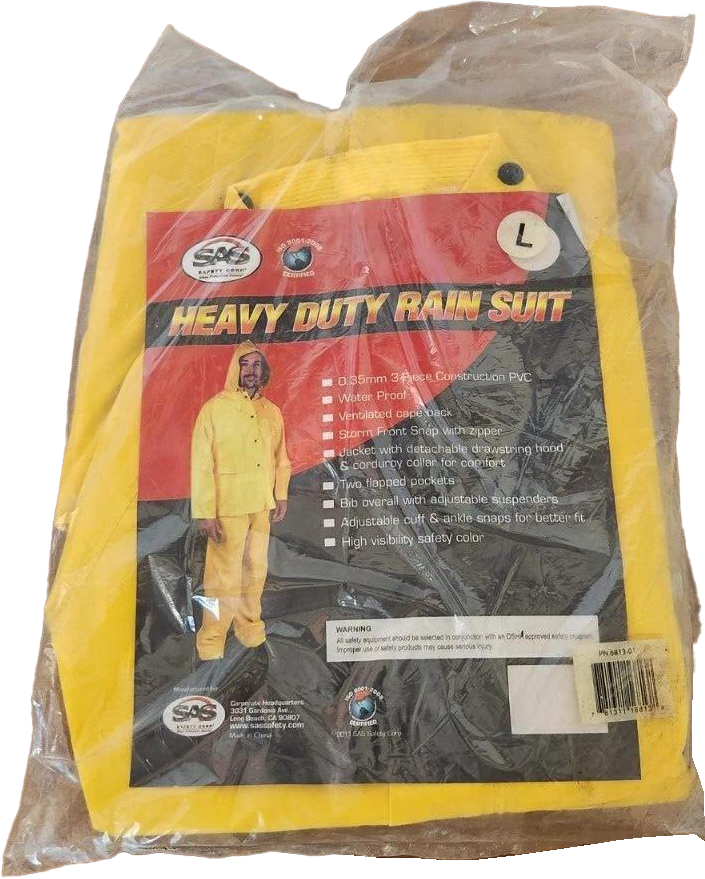 L
SAS
SAFETY CORP
ISO 9001:2008
CERTIFIED
HEAVY DUTY RAIN SUIT
0.35mm 3-Piece Construction PVC
Water Proof
Ventilated cape back
Storm Front Snap with zipper
Jacket with detachable drawstring hood
& corduroy collar for comfort
Two flapped pockets
Bib overall with adjustable suspenders
Adjustable cuff & ankle snaps for better fit
High visibility safety color
WARNING
All safety equipment should be selected in conjunction with an OSHA approved safety program.
Improper use of safety products may cause serious injury.
PN 6813-01
Manufactured for
SAS
SAFETY CORP
Corporate Headquarters
3031 Gardenia Ave.,
Long Beach, CA 90807
www.sassafety.com
Made in China
ISO 9001:2008
CERTIFIED
2011 SAS Safety Corp